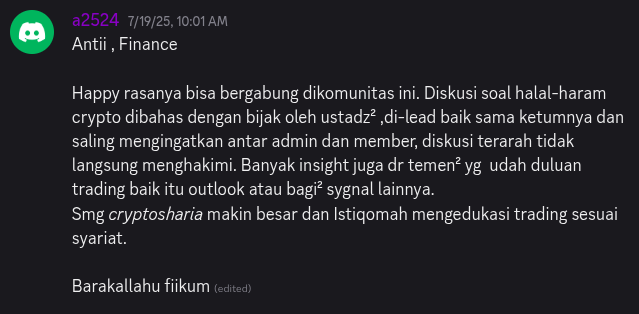 a2524 7/19/25, 10:01 AM
Antii , Finance
Happy rasanya bisa bergabung dikomunitas ini. Diskusi soal halal-haram
crypto dibahas dengan bijak oleh ustadz² ,di-lead baik sama ketumnya dan
saling mengingatkan antar admin dan member, diskusi terarah tidak
langsung menghakimi. Banyak insight juga dr temen² yg  udah duluan
trading baik itu outlook atau bagi² sygnal lainnya.
Smg cryptosharia makin besar dan Istiqomah mengedukasi trading sesuai
syariat.
Barakallahu fiikum (edited)